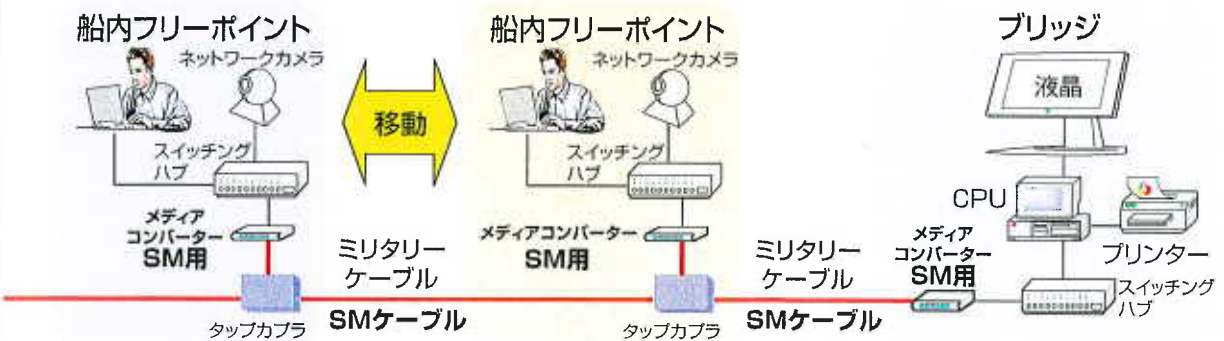 船内フリーポイント
ネットワークカメラ
スイッチング
ハブ
メディア
コンバーター
SM用
タップカプラ
移動
ミリタリー
ケーブル
SMケーブル
船内フリーポイント
ネットワークカメラ
スイッチング
ハブ
メディアコンバーター
SM用
タップカプラ
ミリタリー
ケーブル
SMケーブル
ブリッジ
液晶
CPU
プリンター
メディア
コンバーター
SM用
スイッチング
ハブ